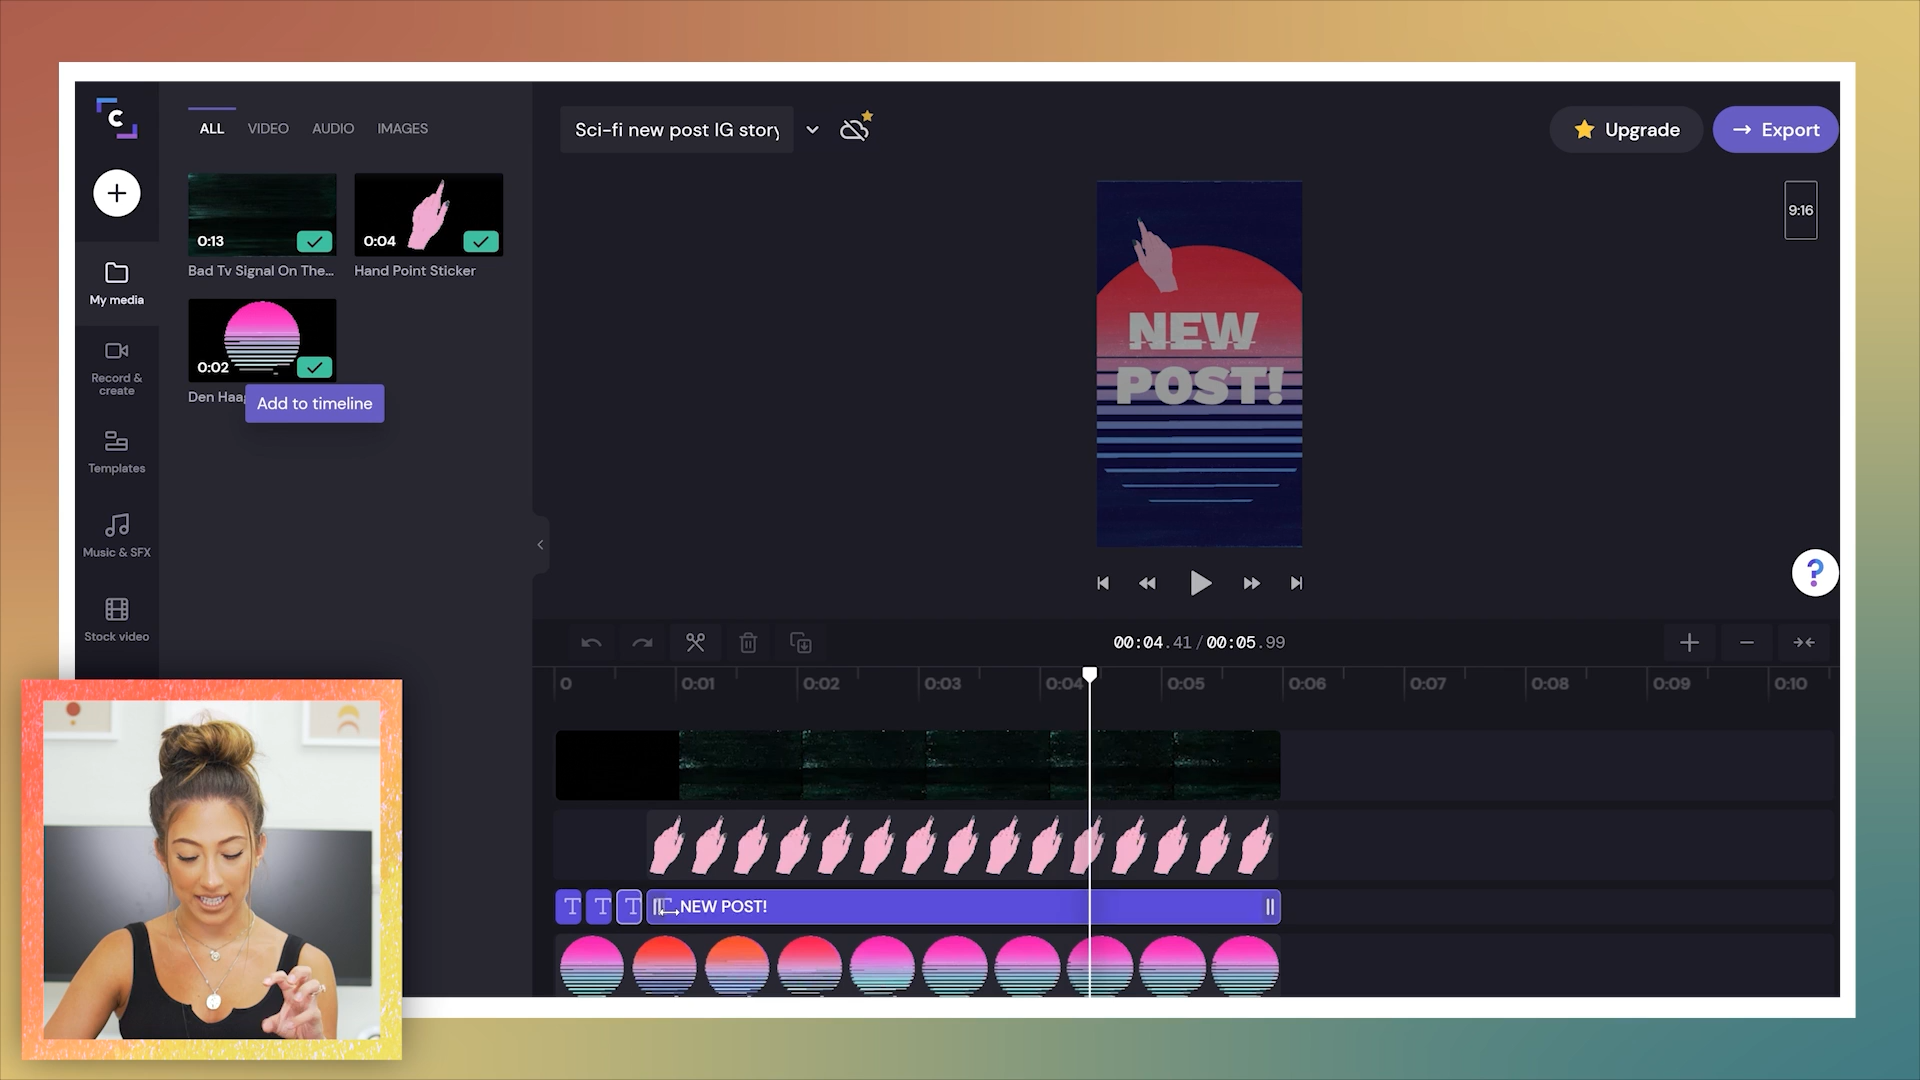 C
ALL VIDEO AUDIO IMAGES
Sci-fi new post IG story
Upgrade
Export
0:13
Bad Tv Signal On The...
0:04
Hand Point Sticker
0:02
Den Haa
Add to timeline
My media
Record &
create
Templates
Music & SFX
Stock video
9:16
NEW
POST!
?
00:04.41/00:05.99
0 0:01 0:02 0:03 0:04 0:05 0:06 0:07 0:08 0:09 0:10
T T T NEW POST!